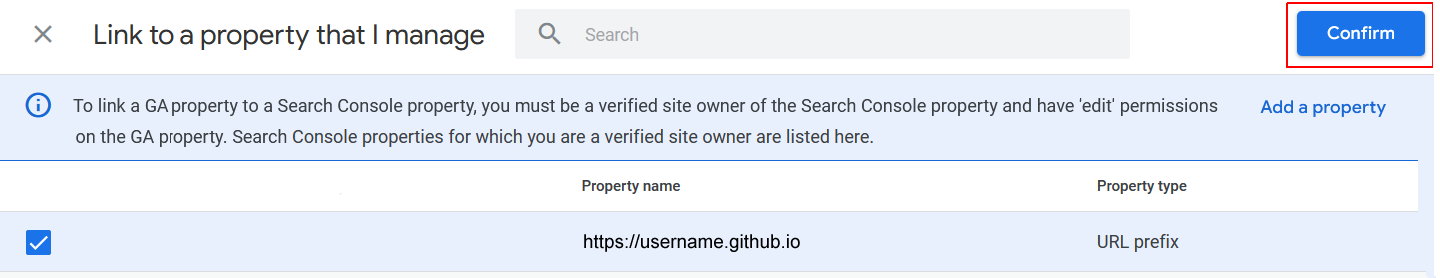 Link to a property that I manage
Search
Confirm
To link a GA property to a Search Console property, you must be a verified site owner of the Search Console property and have 'edit' permissions
on the GA property. Search Console properties for which you are a verified site owner are listed here.
Add a property
Property name
Property type
https://username.github.io
URL prefix